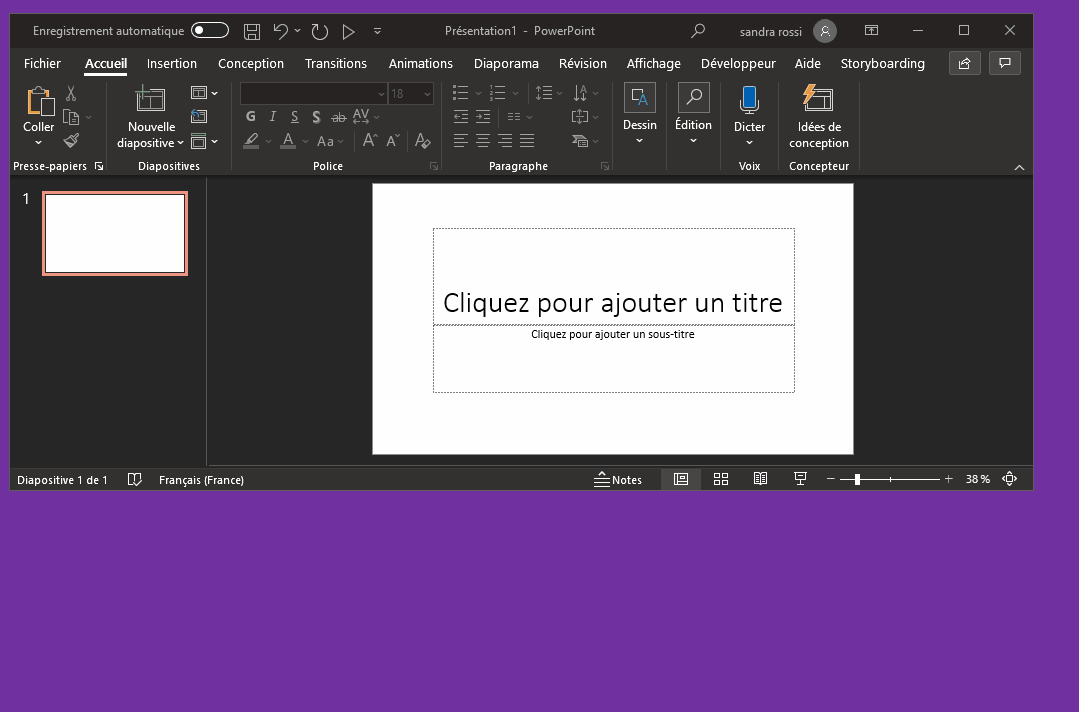 Enregistrement automatique
Présentation1 - PowerPoint
sandra rossi
Fichier Accueil Insertion Conception Transitions Animations Diaporama Révision Affichage Développeur Aide Storyboarding
Coller
Presse-papiers
Nouvelle
diapositive
Diapositives
18
G I S S ab AV
A Aa A A A
Police
Paragraphe
Dessin
Édition
Dicter
Voix
Idées de
conception
Concepteur
1
Cliquez pour ajouter un titre
Cliquez pour ajouter un sous-titre
Diapositive 1 de 1 Français (France) Notes 38 %